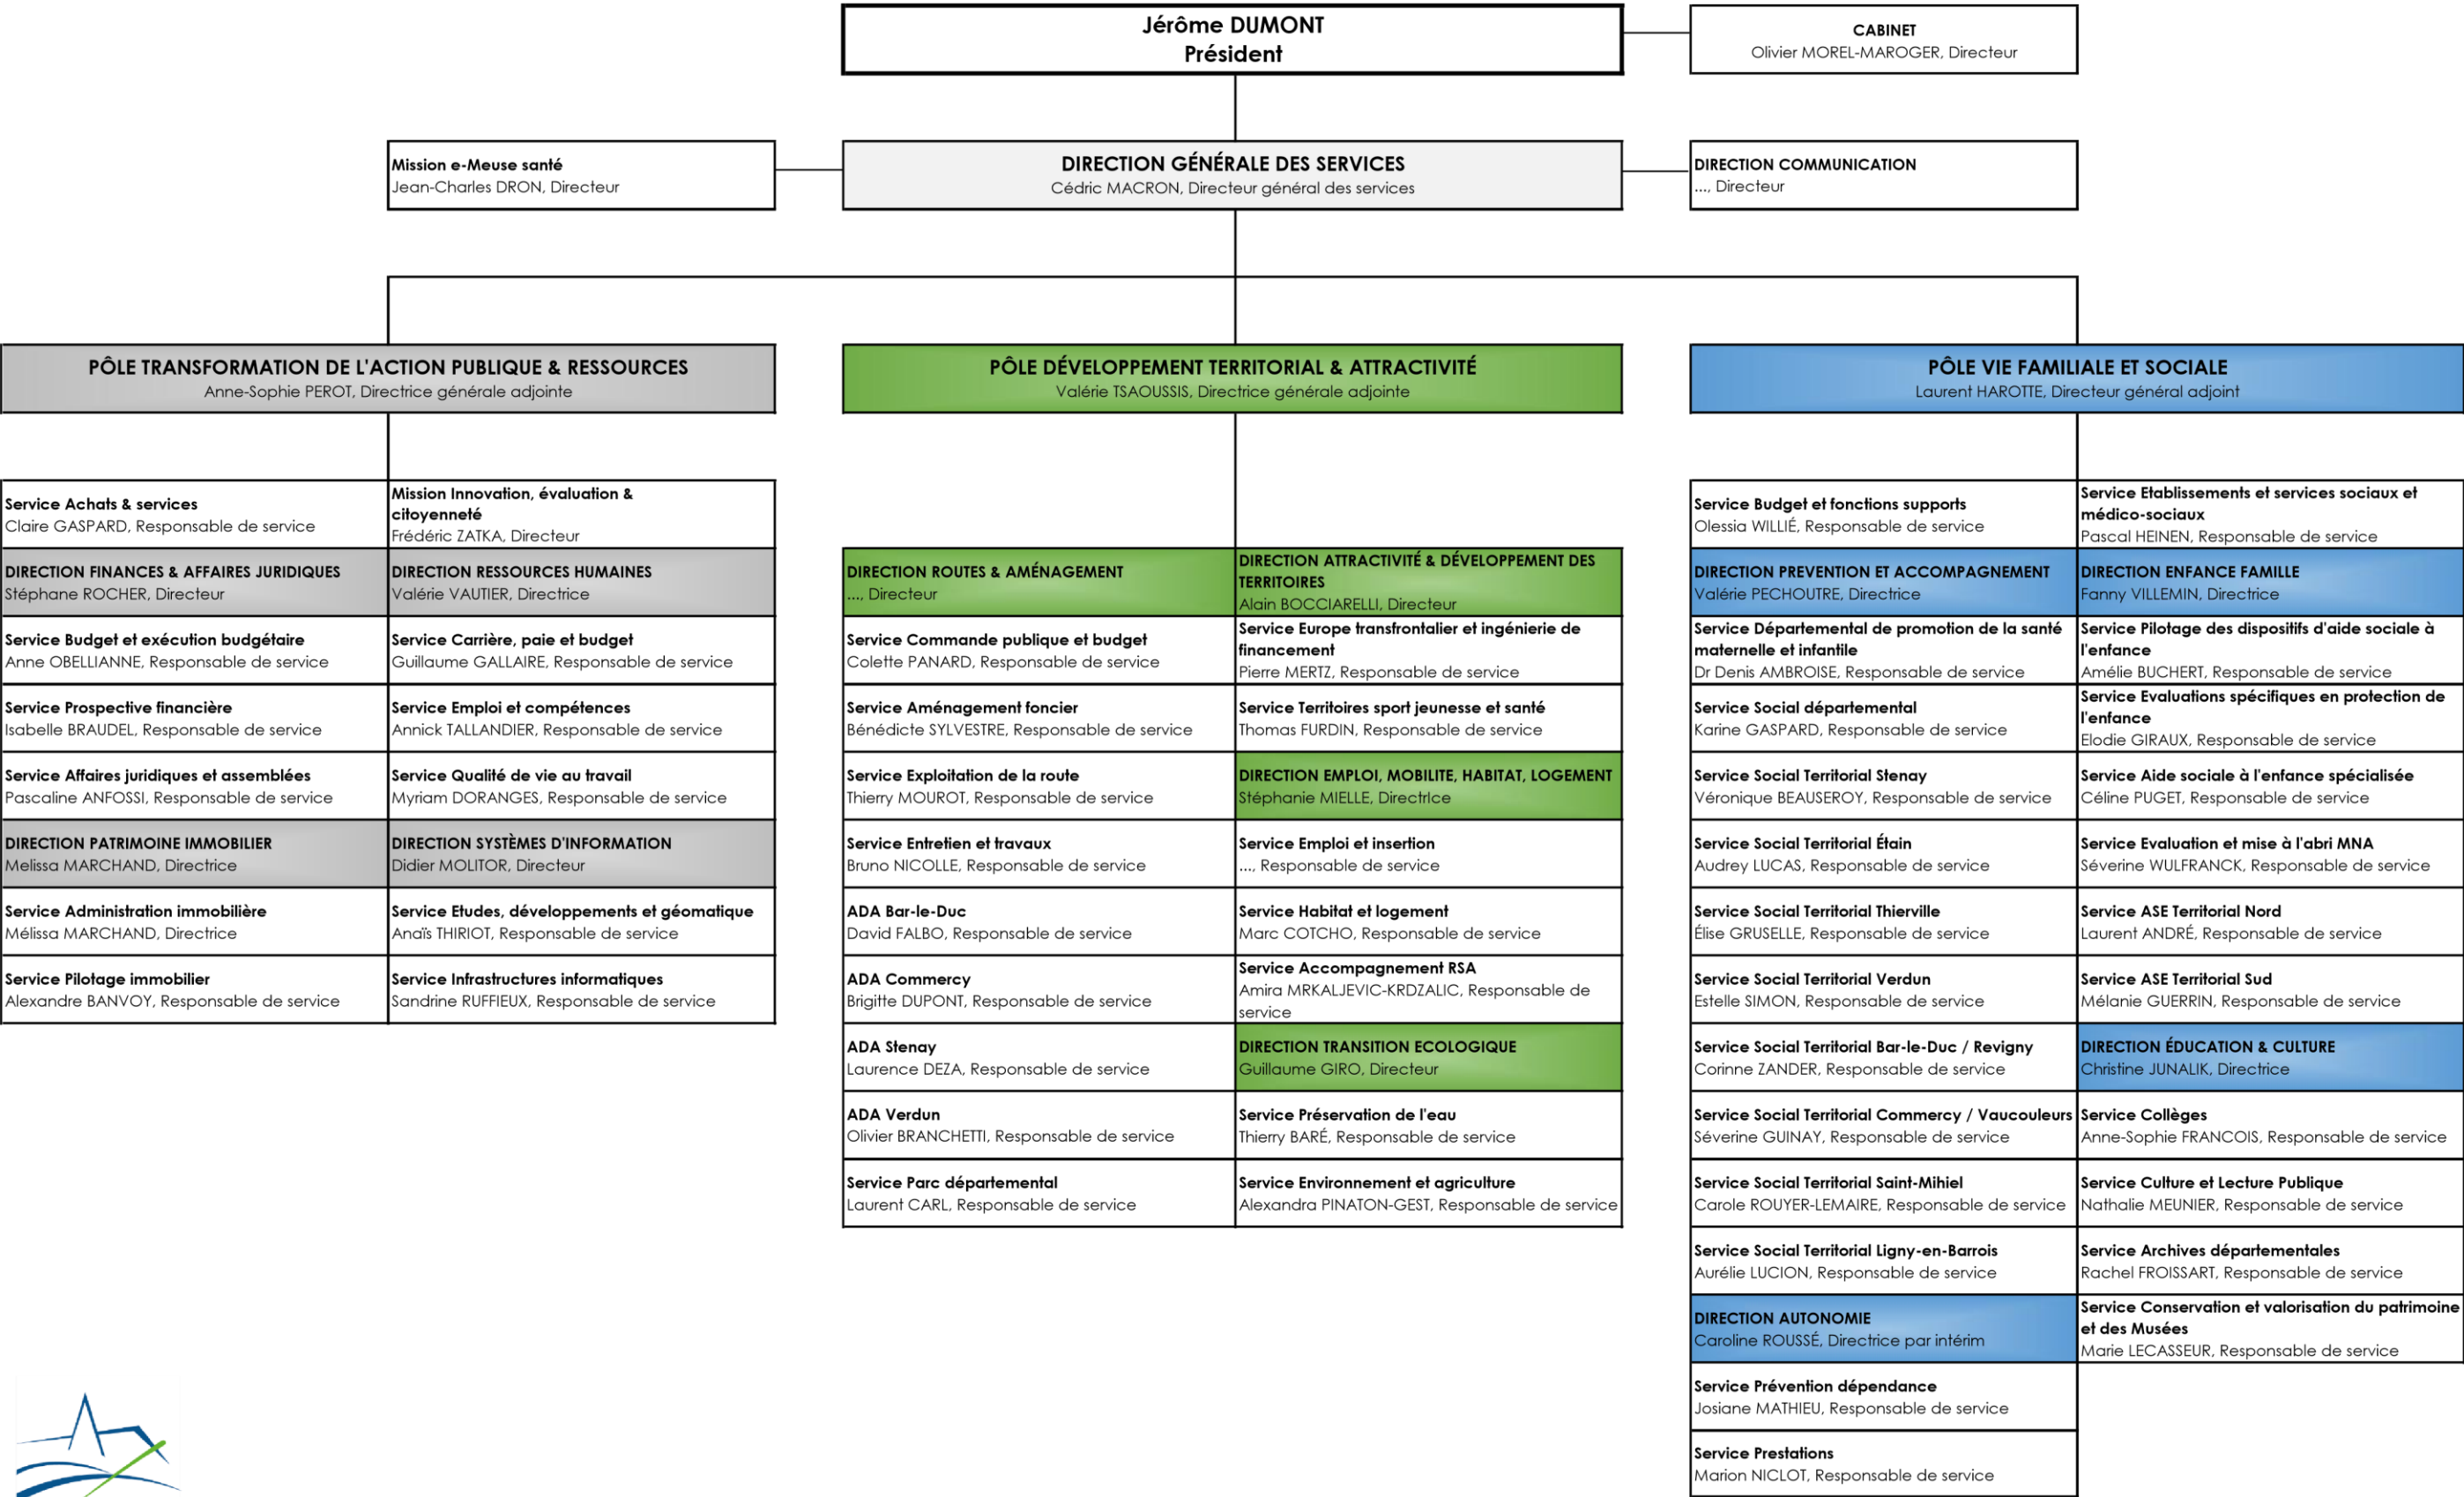 Jérôme DUMONT
Président
CABINET
Olivier MOREL-MAROGER, Directeur
Mission e-Meuse santé
Jean-Charles DRON, Directeur
DIRECTION GÉNÉRALE DES SERVICES
Cédric MACRON, Directeur général des services
DIRECTION COMMUNICATION
..., Directeur
PÔLE TRANSFORMATION DE L'ACTION PUBLIQUE & RESSOURCES
Anne-Sophie PEROT, Directrice générale adjointe
Service Achats & services
Claire GASPARD, Responsable de service
DIRECTION FINANCES & AFFAIRES JURIDIQUES
Stéphane ROCHER, Directeur
Service Budget et exécution budgétaire
Anne OBELLIANNE, Responsable de service
Service Prospective financière
Isabelle BRAUDEL, Responsable de service
Service Affaires juridiques et assemblées
Pascaline ANFOSSI, Responsable de service
DIRECTION PATRIMOINE IMMOBILIER
Melissa MARCHAND, Directrice
Service Administration immobilière
Mélissa MARCHAND, Directrice
Service Pilotage immobilier
Alexandre BANVOY, Responsable de service
Mission Innovation, évaluation &
citoyenneté
Frédéric ZATKA, Directeur
DIRECTION RESSOURCES HUMAINES
Valérie VAUTIER, Directrice
Service Carrière, paie et budget
Guillaume GALLAIRE, Responsable de service
Service Emploi et compétences
Annick TALLANDIER, Responsable de service
Service Qualité de vie au travail
Myriam DORANGES, Responsable de service
DIRECTION SYSTÈMES D'INFORMATION
Didier MOLITOR, Directeur
Service Etudes, développements et géomatique
Anaïs THIRIOT, Responsable de service
Service Infrastructures informatiques
Sandrine RUFFIEUX, Responsable de service
PÔLE DÉVELOPPEMENT TERRITORIAL & ATTRACTIVITÉ
Valérie TSAOUSSIS, Directrice générale adjointe
DIRECTION ROUTES & AMÉNAGEMENT
..., Directeur
Service Commande publique et budget
Colette PANARD, Responsable de service
Service Aménagement foncier
Bénédicte SYLVESTRE, Responsable de service
Service Exploitation de la route
Thierry MOUROT, Responsable de service
Service Entretien et travaux
Bruno NICOLLE, Responsable de service
ADA Bar-le-Duc
David FALBO, Responsable de service
ADA Commercy
Brigitte DUPONT, Responsable de service
ADA Stenay
Laurence DEZA, Responsable de service
ADA Verdun
Olivier BRANCHETTI, Responsable de service
Service Parc départemental
Laurent CARL, Responsable de service
DIRECTION ATTRACTIVITÉ & DÉVELOPPEMENT DES
TERRITOIRES
Alain BOCCIARELLI, Directeur
Service Europe transfrontalier et ingénierie de
financement
Pierre MERTZ, Responsable de service
Service Territoires sport jeunesse et santé
Thomas FURDIN, Responsable de service
DIRECTION EMPLOI, MOBILITE, HABITAT, LOGEMENT
Stéphanie MIELLE, Directrice
Service Emploi et insertion
..., Responsable de service
Service Habitat et logement
Marc COTCHO, Responsable de service
Service Accompagnement RSA
Amira MRKALJEVIC-KRDZALIC, Responsable de
service
DIRECTION TRANSITION ECOLOGIQUE
Guillaume GIRO, Directeur
Service Préservation de l'eau
Thierry BARÉ, Responsable de service
Service Environnement et agriculture
Alexandra PINATON-GEST, Responsable de service
PÔLE VIE FAMILIALE ET SOCIALE
Laurent HAROTTE, Directeur général adjoint
Service Budget et fonctions supports
Olessia WILLIÉ, Responsable de service
DIRECTION PREVENTION ET ACCOMPAGNEMENT
Valérie PECHOUTRE, Directrice
Service Départemental de promotion de la santé
maternelle et infantile
Dr Denis AMBROISE, Responsable de service
Service Social départemental
Karine GASPARD, Responsable de service
Service Social Territorial Stenay
Véronique BEAUSEROY, Responsable de service
Service Social Territorial Étain
Audrey LUCAS, Responsable de service
Service Social Territorial Thierville
Élise GRUSELLE, Responsable de service
Service Social Territorial Verdun
Estelle SIMON, Responsable de service
Service Social Territorial Bar-le-Duc / Revigny
Corinne ZANDER, Responsable de service
Service Social Territorial Commercy / Vaucouleurs
Séverine GUINAY, Responsable de service
Service Social Territorial Saint-Mihiel
Carole ROUYER-LEMAIRE, Responsable de service
Service Social Territorial Ligny-en-Barrois
Aurélie LUCION, Responsable de service
DIRECTION AUTONOMIE
Caroline ROUSSÉ, Directrice par intérim
Service Prévention dépendance
Josiane MATHIEU, Responsable de service
Service Prestations
Marion NICLOT, Responsable de service
Service Etablissements et services sociaux et
médico-sociaux
Pascal HEINEN, Responsable de service
DIRECTION ENFANCE FAMILLE
Fanny VILLEMIN, Directrice
Service Pilotage des dispositifs d'aide sociale à
l'enfance
Amélie BUCHERT, Responsable de service
Service Evaluations spécifiques en protection de
l'enfance
Elodie GIRAUX, Responsable de service
Service Aide sociale à l'enfance spécialisée
Céline PUGET, Responsable de service
Service Evaluation et mise à l'abri MNA
Séverine WULFRANCK, Responsable de service
Service ASE Territorial Nord
Laurent ANDRÉ, Responsable de service
Service ASE Territorial Sud
Mélanie GUERRIN, Responsable de service
DIRECTION ÉDUCATION & CULTURE
Christine JUNALIK, Directrice
Service Collèges
Anne-Sophie FRANCOIS, Responsable de service
Service Culture et Lecture Publique
Nathalie MEUNIER, Responsable de service
Service Archives départementales
Rachel FROISSART, Responsable de service
Service Conservation et valorisation du patrimoine
et des Musées
Marie LECASSEUR, Responsable de service